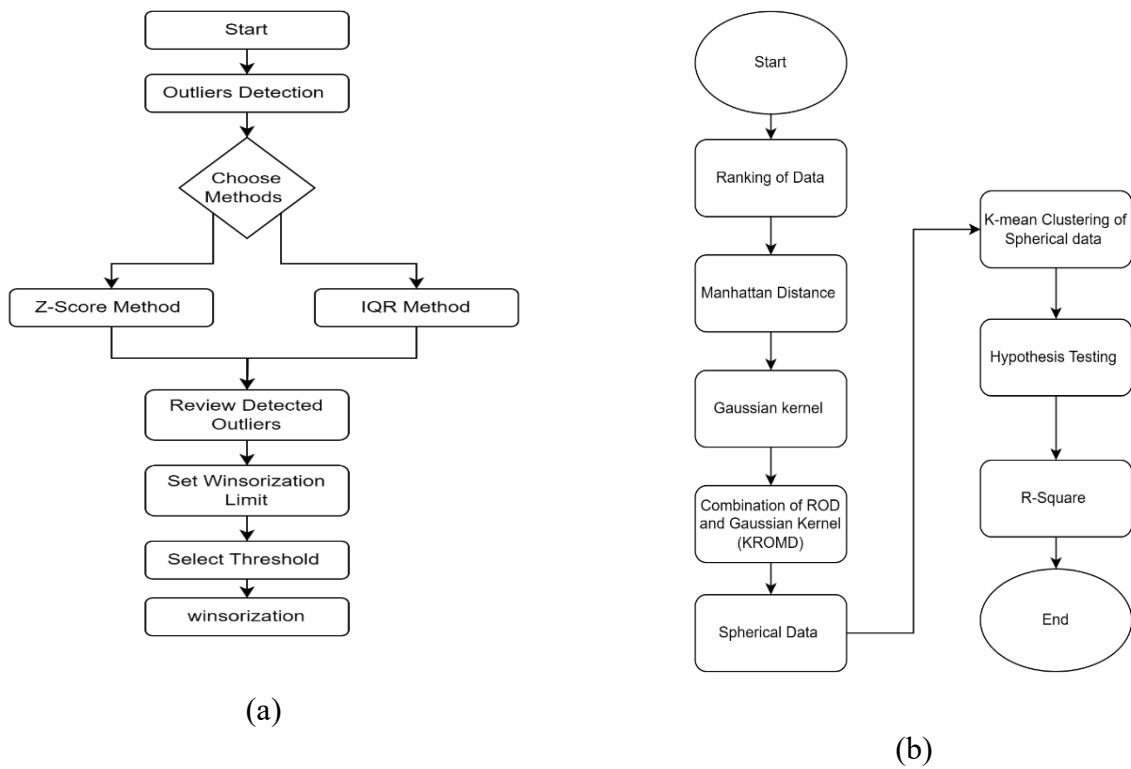 Start
Outliers Detection
Choose
Methods
Z-Score Method
IQR Method
Review Detected
Outliers
Set Winsorization
Limit
Select Threshold
winsorization
(a)
Start
Ranking of Data
Manhattan Distance
Gaussian kernel
Combination of ROD
and Gaussian Kernel
(KROMD)
Spherical Data
K-mean Clustering of
Spherical data
Hypothesis Testing
R-Square
End
(b)